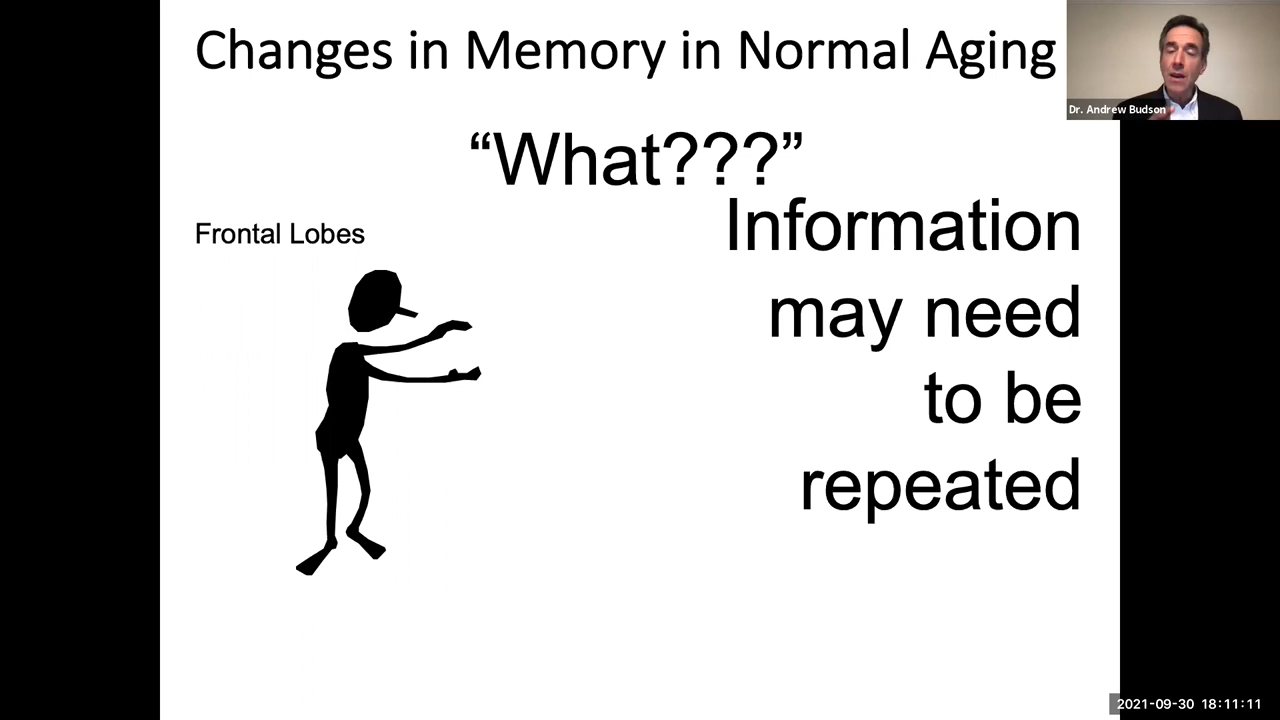 Changes in Memory in Normal Aging
Dr. Andrew Budson
“What???”
Frontal Lobes
Information
may need
to be
repeated
2021-09-30 18:11:11